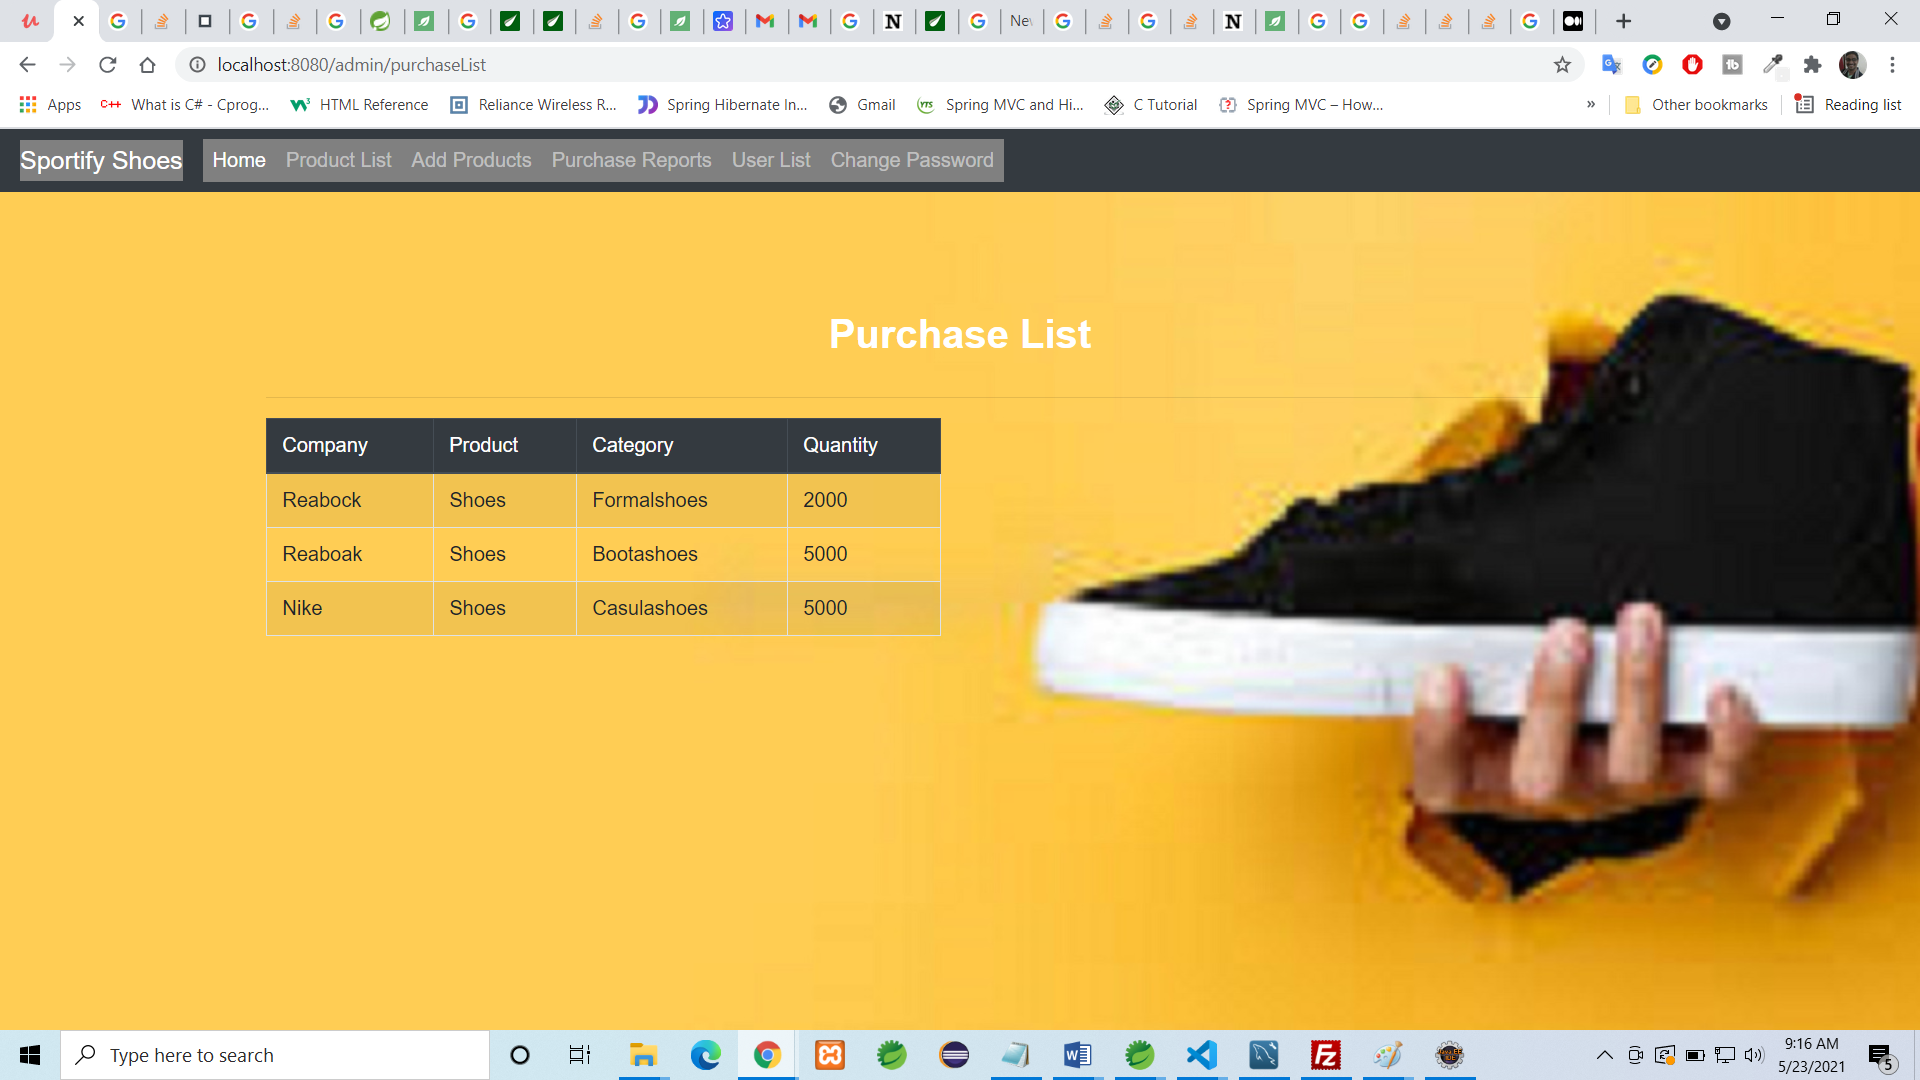 Nev
localhost:8080/admin/purchaseList
Apps
C++ What is C# - Cprog...
HTML Reference
Reliance Wireless R...
Spring Hibernate In...
Gmail
Spring MVC and Hi...
C Tutorial
Spring MVC – How...
»
Other bookmarks
Reading list
Sportify Shoes
Home Product List Add Products Purchase Reports User List Change Password
Purchase List
Company Product Category Quantity
Reabock Shoes Formalshoes 2000
Reaboak Shoes Bootashoes 5000
Nike Shoes Casulashoes 5000
Type here to search
9:16 AM
5/23/2021
5